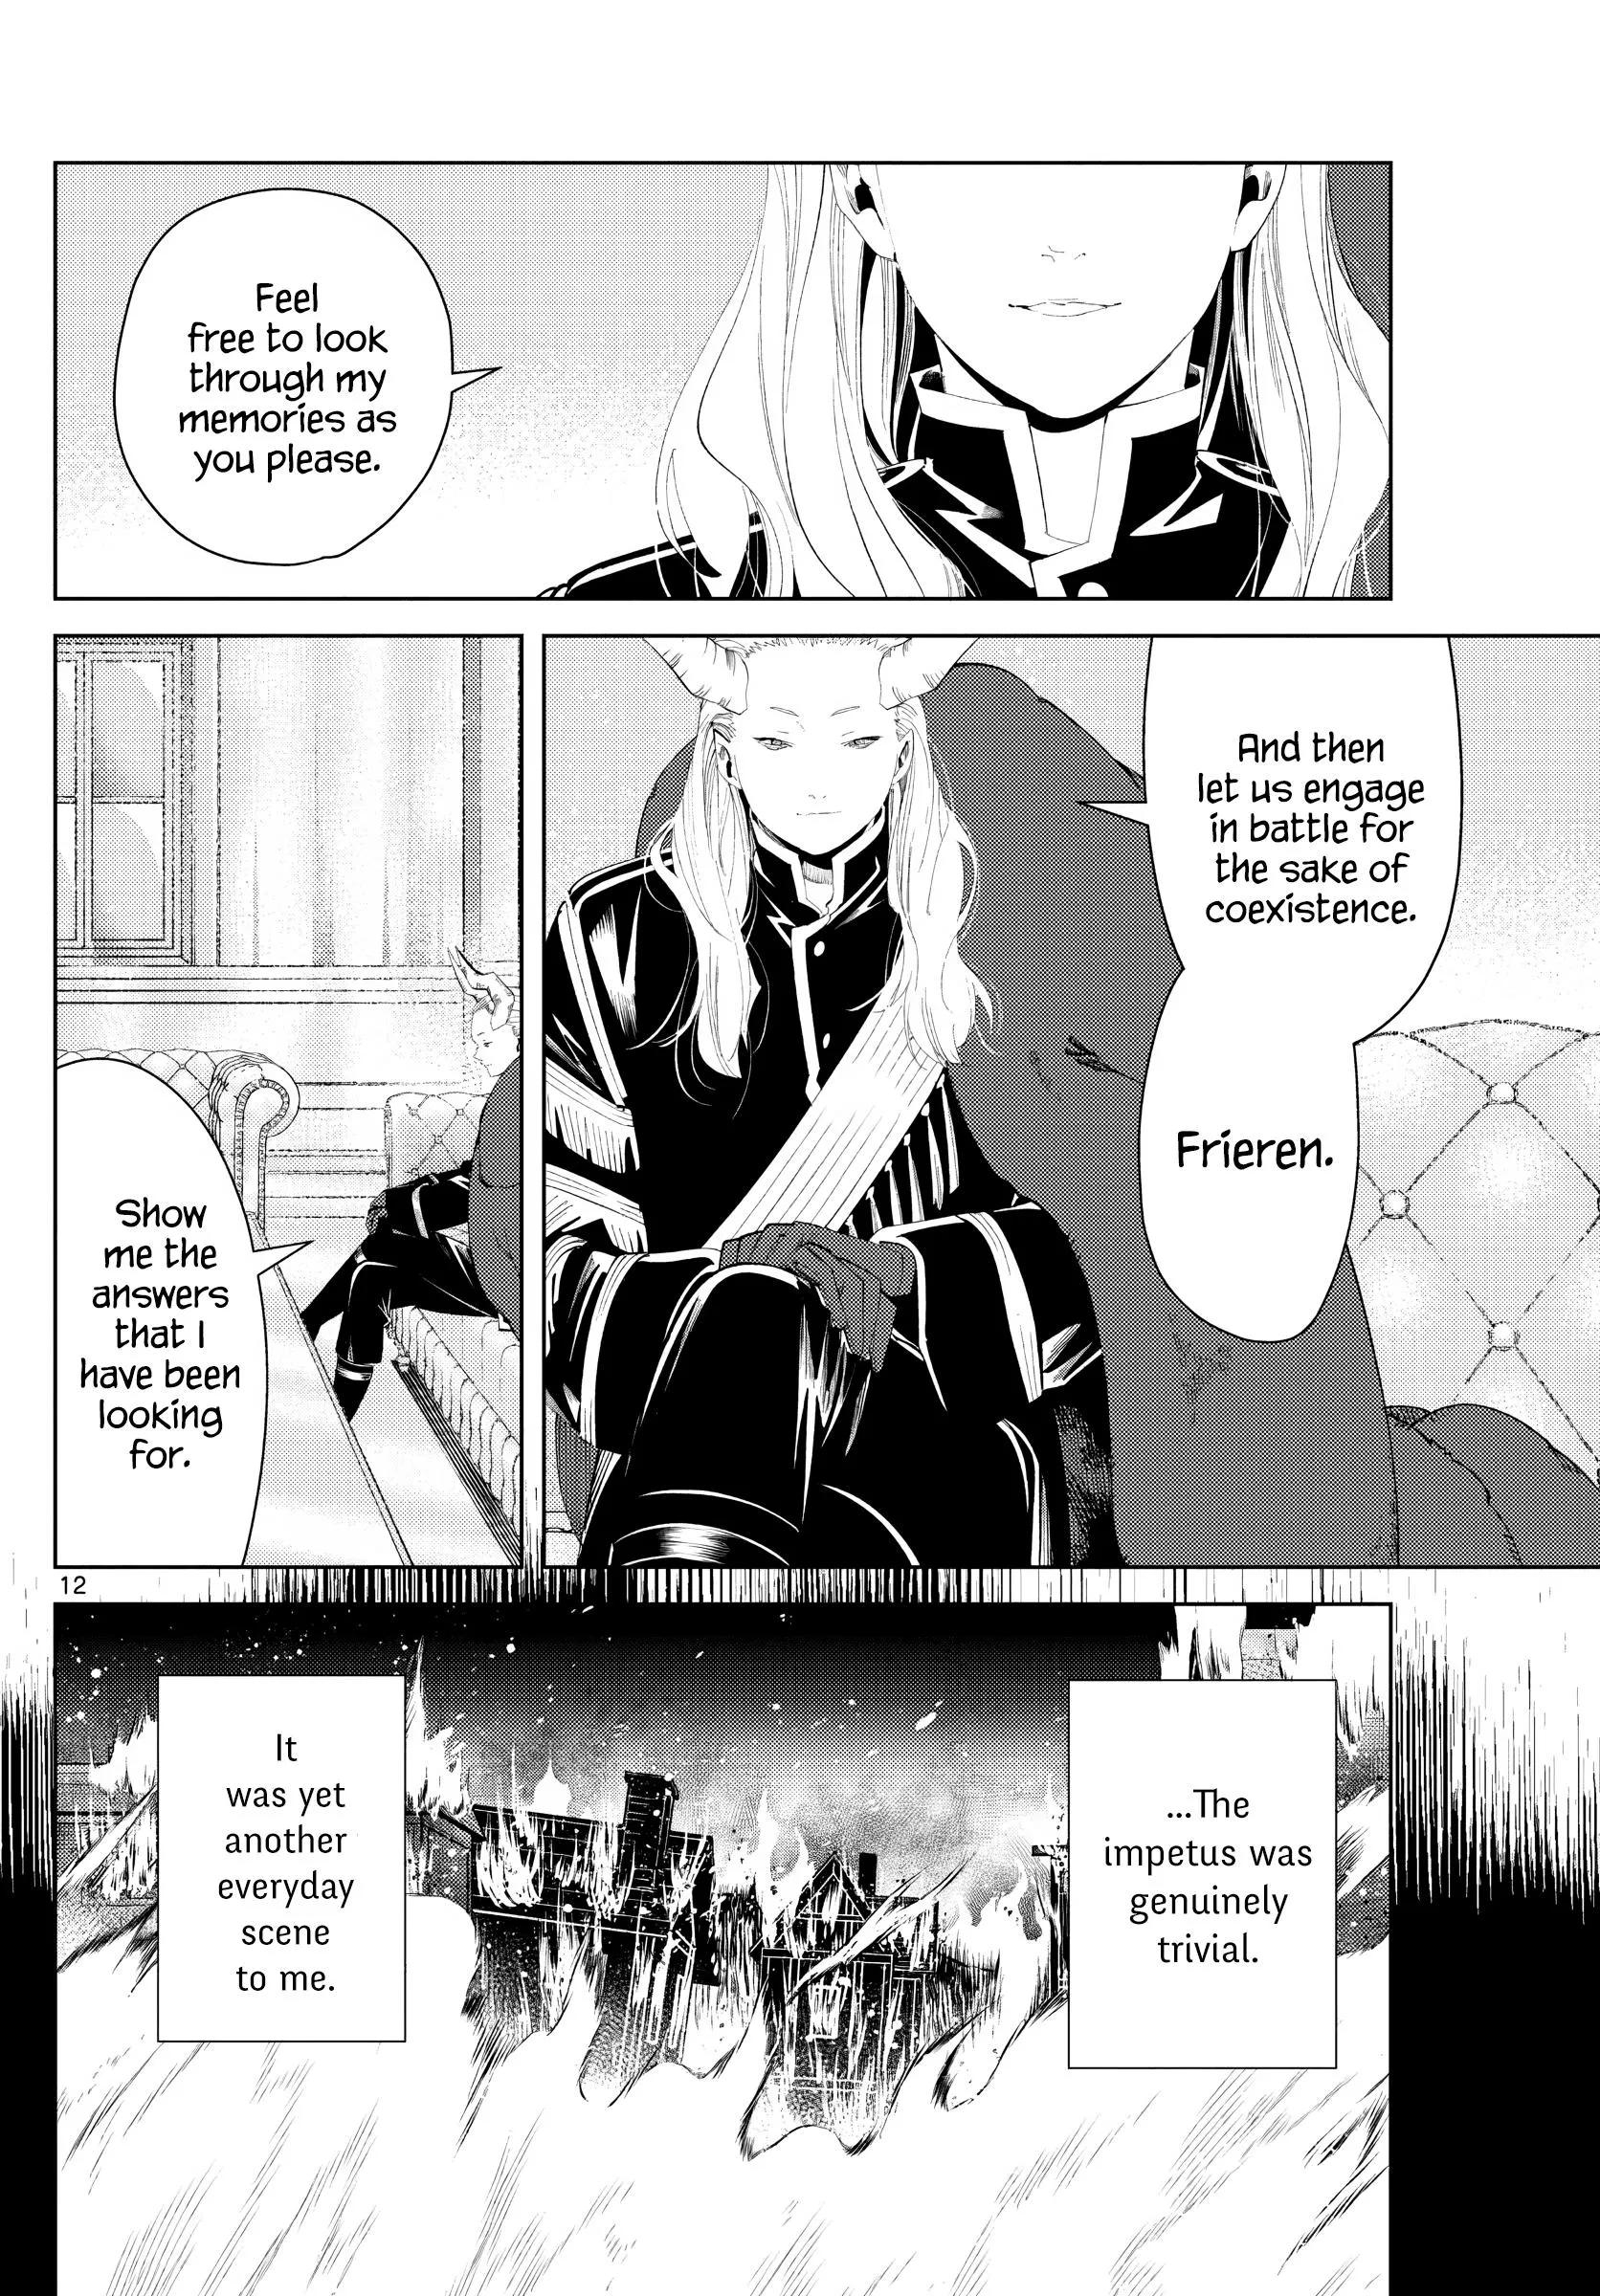 Feel
free to look
through my
memories as
you please.
And then
let us engage
in battle for
the sake of
coexistence.
Frieren.
Show
me the
answers
that I
have been
looking
for.
12
...The
impetus was
genuinely
trivial.
It
was yet
another
everyday
scene
to me.